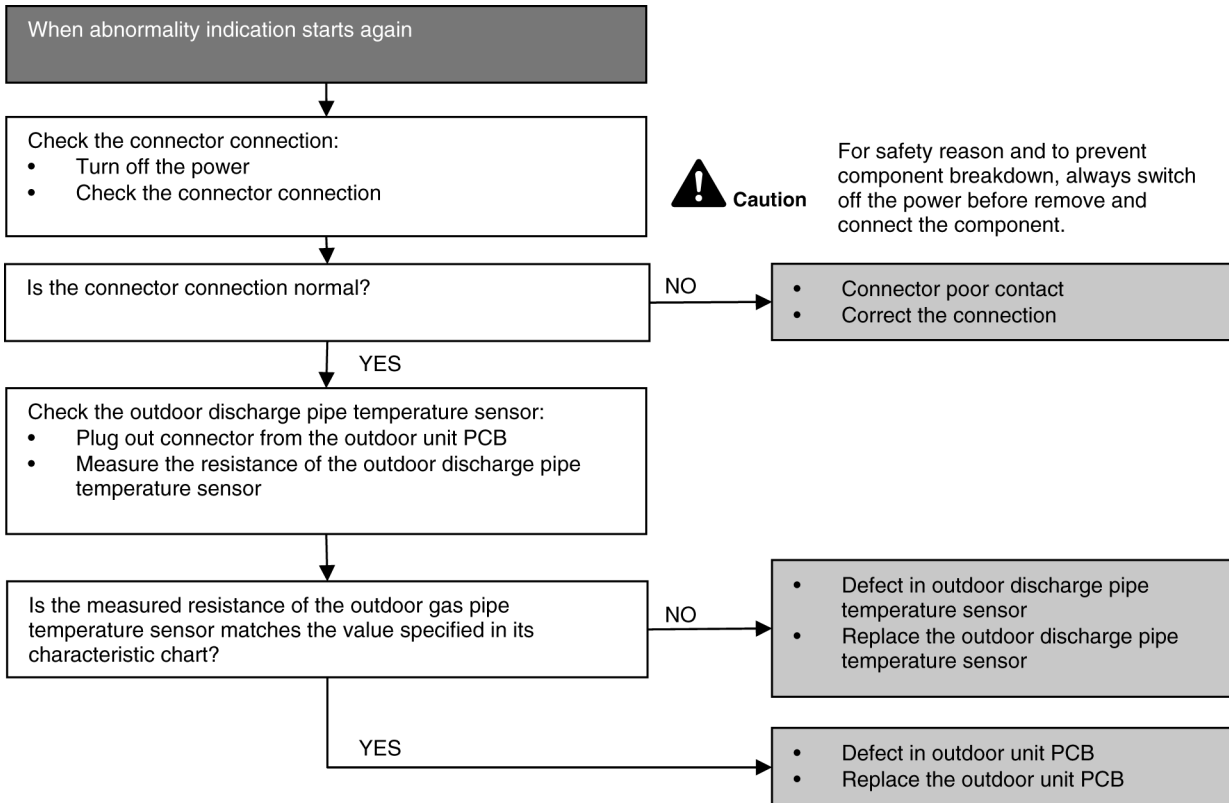 When abnormality indication starts again
Check the connector connection:
• Turn off the power
• Check the connector connection
Caution
For safety reason and to prevent
component breakdown, always switch
off the power before remove and
connect the component.
Is the connector connection normal?
NO
• Connector poor contact
• Correct the connection
YES
Check the outdoor discharge pipe temperature sensor:
• Plug out connector from the outdoor unit PCB
• Measure the resistance of the outdoor discharge pipe
temperature sensor
Is the measured resistance of the outdoor gas pipe
temperature sensor matches the value specified in its
characteristic chart?
NO
• Defect in outdoor discharge pipe
temperature sensor
• Replace the outdoor discharge pipe
temperature sensor
YES
• Defect in outdoor unit PCB
• Replace the outdoor unit PCB